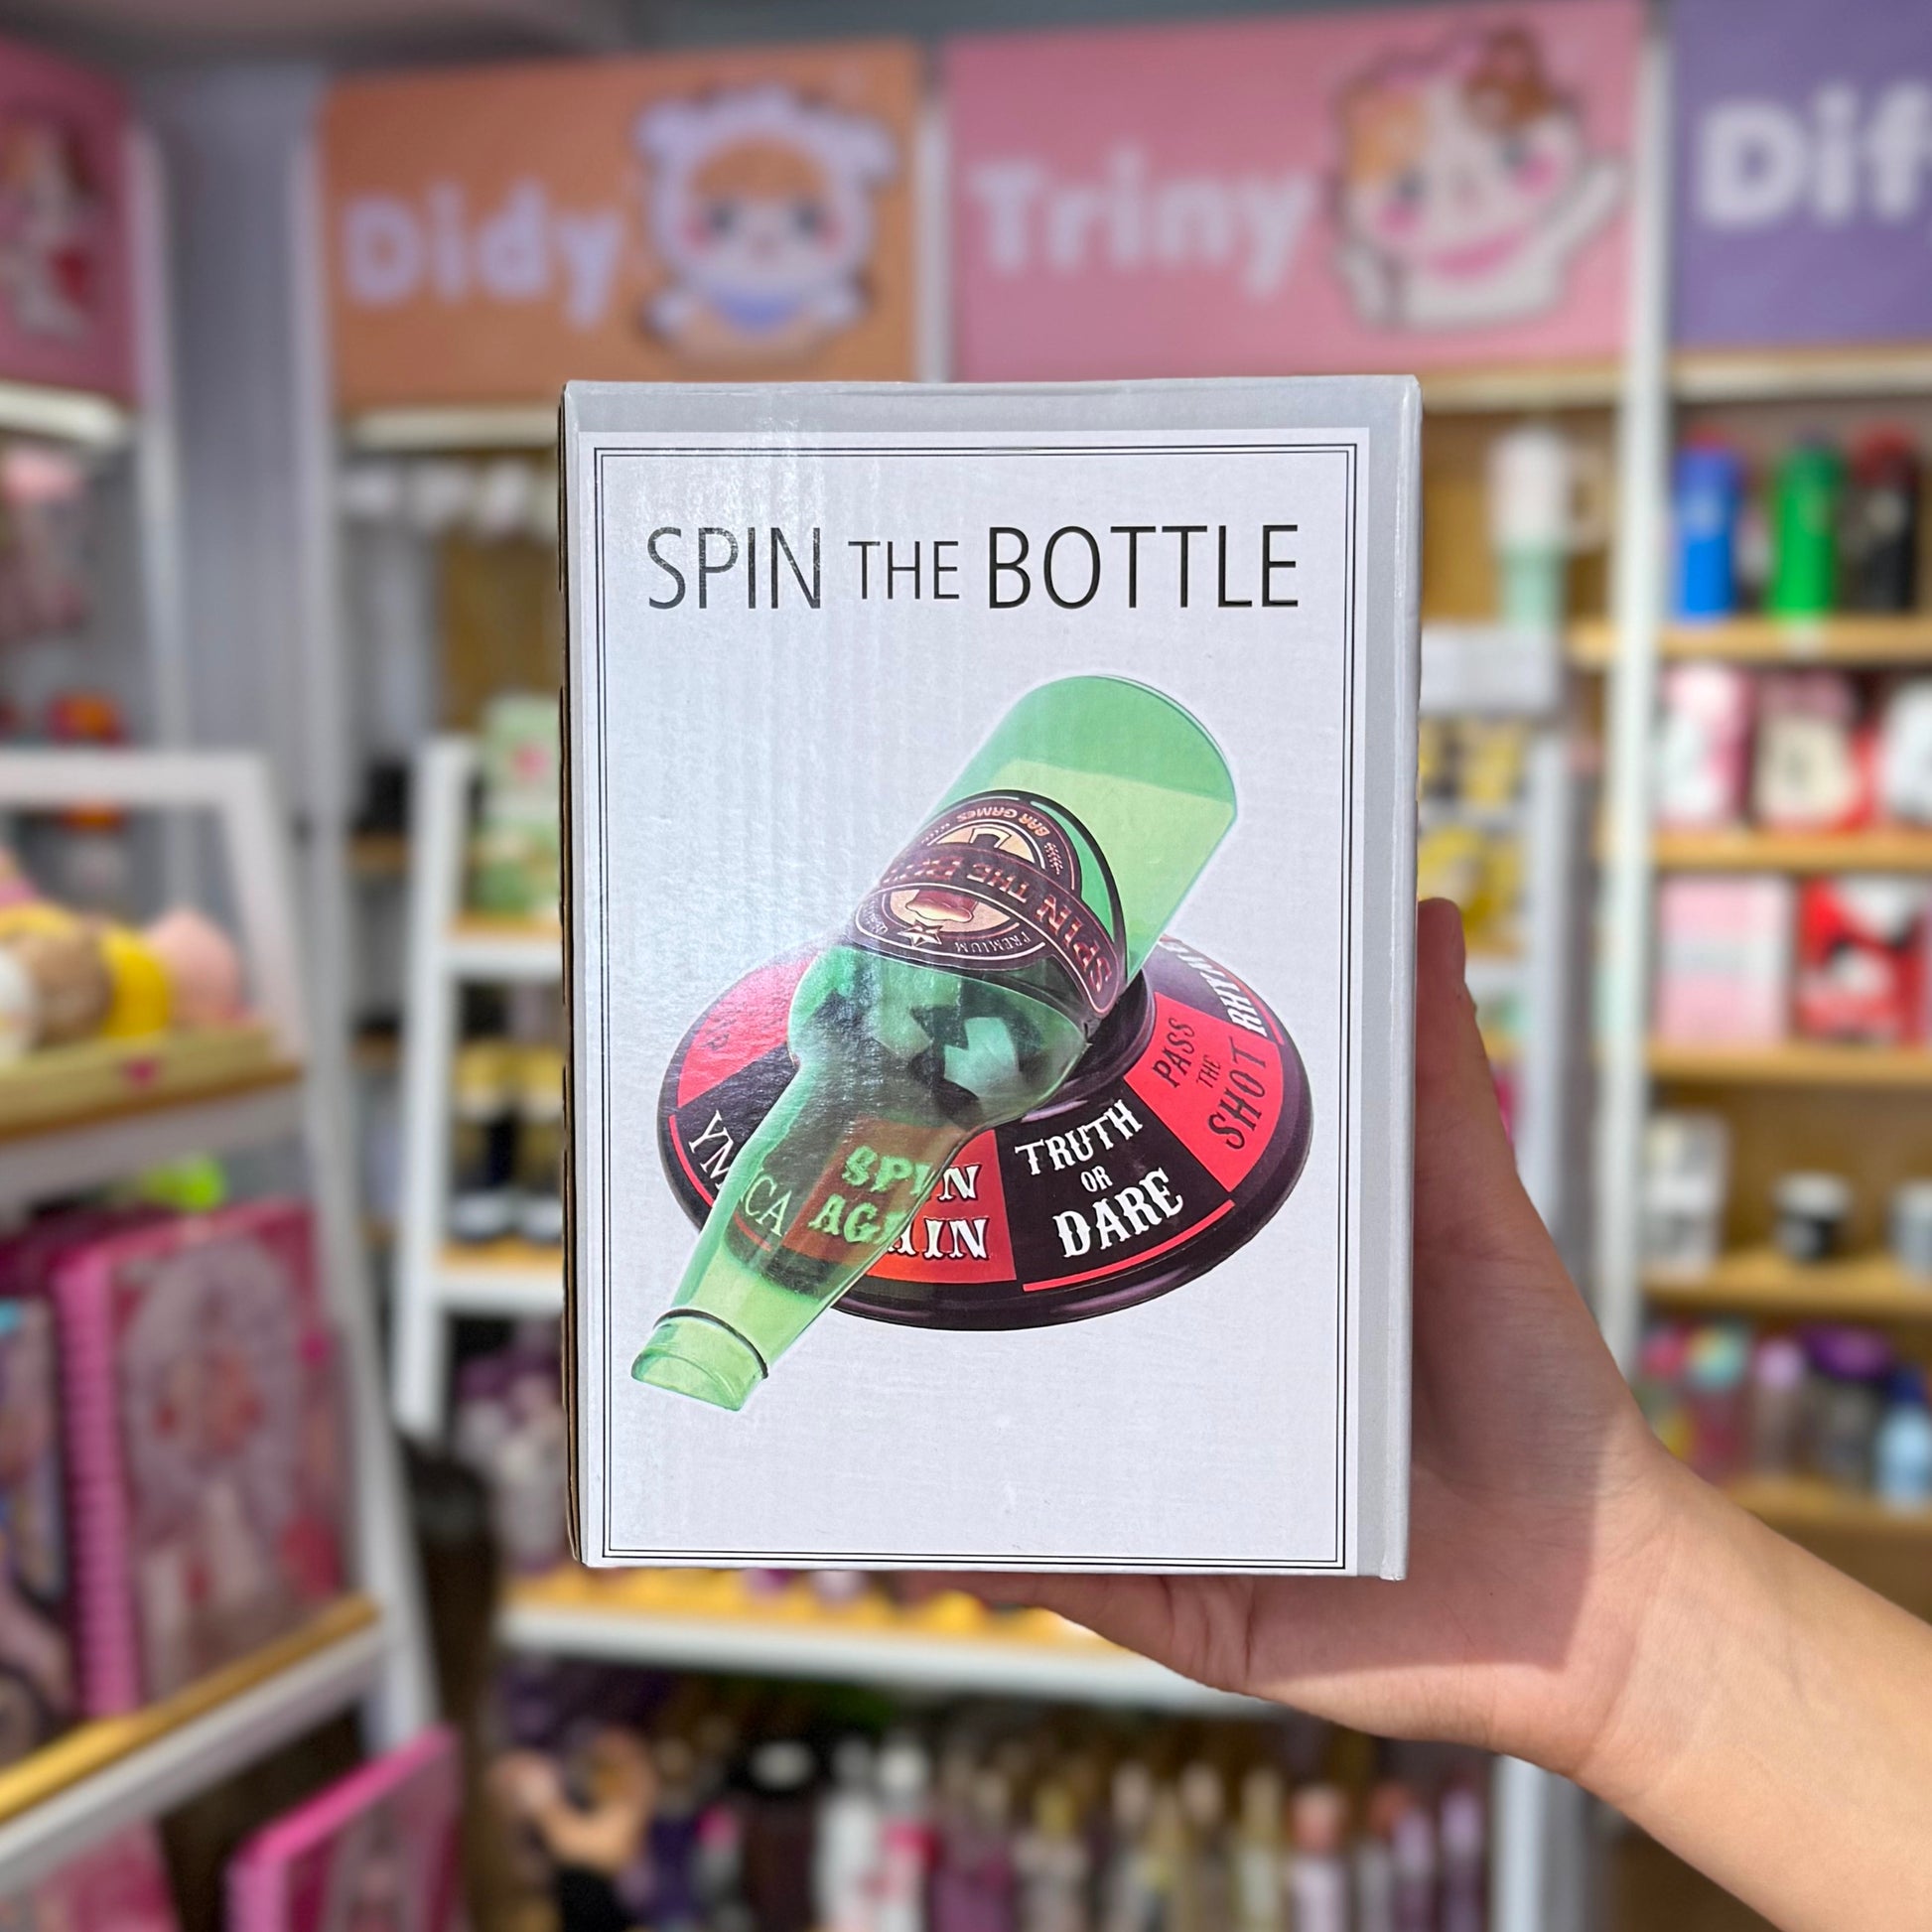 Didy
Triny
SPIN THE BOTTLE
BAR GAMES
SPIN THE
PREMIUM
PASS
THE
SHOT
TRUTH
OR
DARE
SPIN
AGAIN
YMCA